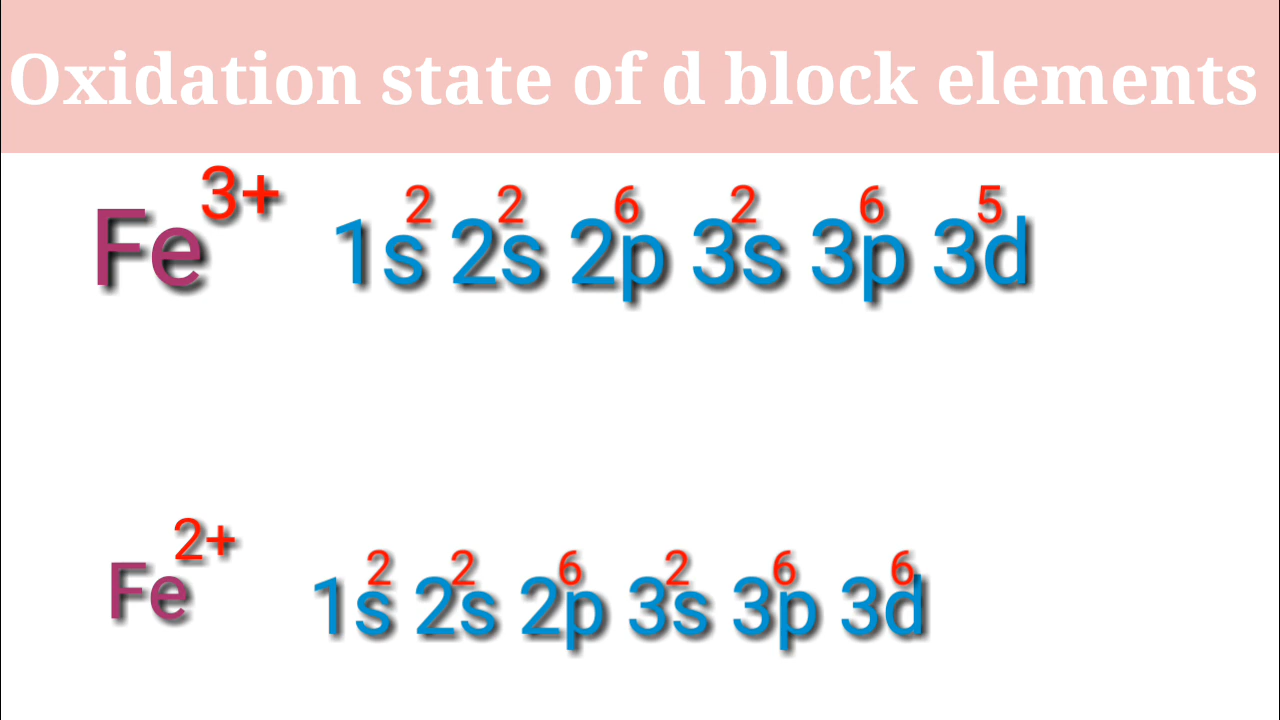 Oxidation state of d block elements
Fe³⁺ 1s² 2s² 2p⁶ 3s² 3p⁶ 3d⁵
Fe²⁺ 1s² 2s² 2p⁶ 3s² 3p⁶ 3d⁶